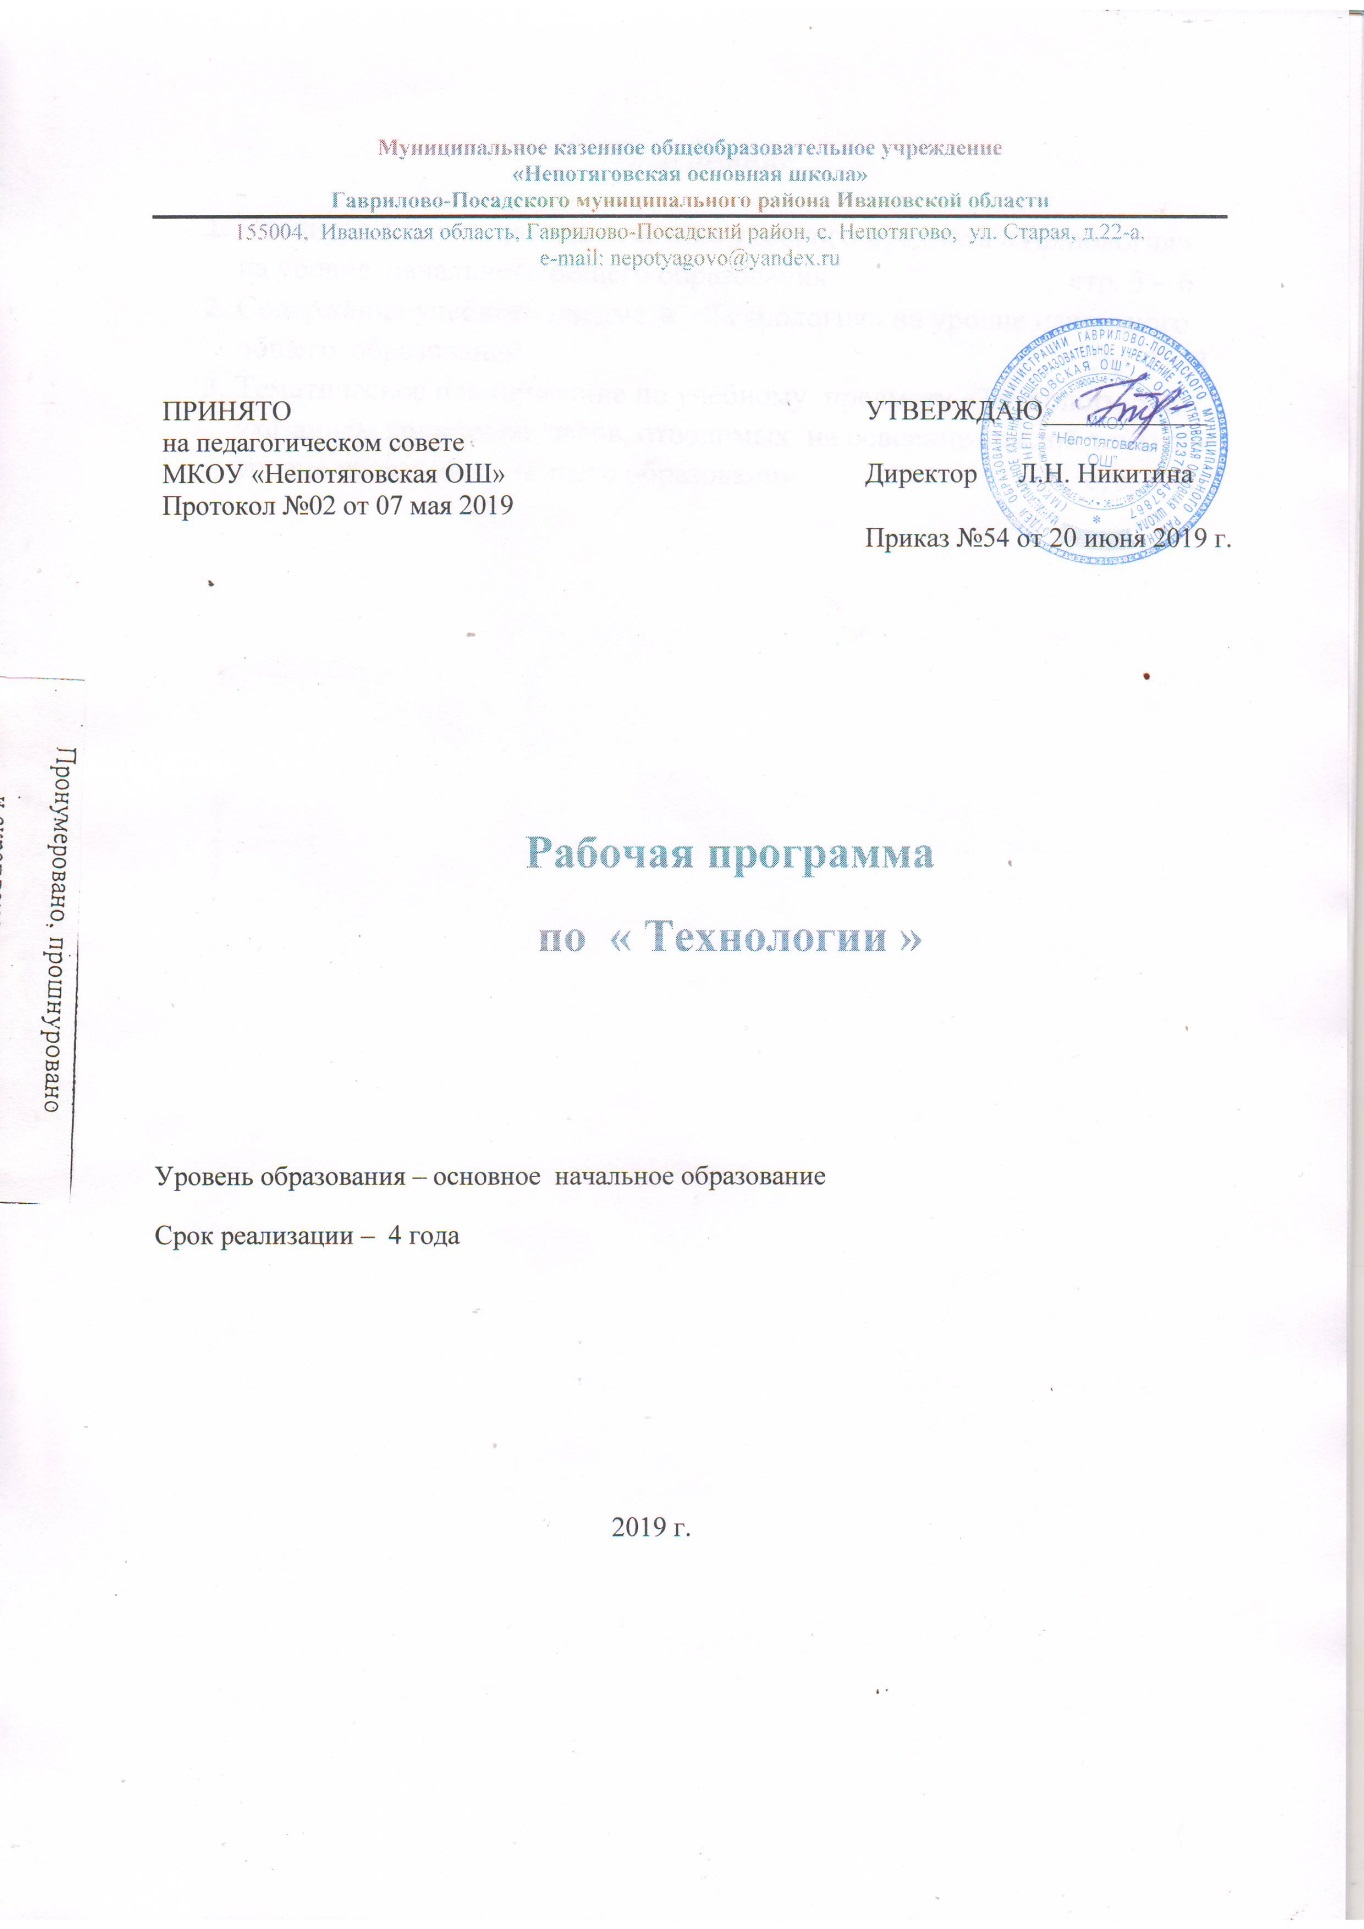 Муниципальное казенное общеобразовательное учреждение
«Непотяговская основная школа»
Гаврилово-Посадского муниципального района Ивановской области
155004, Ивановская область, Гаврилово-Посадский район, с. Непотягово, ул. Старая, д.22-а.
e-mail: nepotyagovo@yandex.ru
ПРИНЯТО
на педагогическом совете
МКОУ «Непотяговская ОШ»
Протокол №02 от 07 мая 2019
УТВЕРЖДАЮ
Директор Л.Н. Никитина
Приказ №54 от 20 июня 2019 г.
МКОУ
"Непотяговская
ОШ"
Пронумеровано, прошнуровано
Рабочая программа
по « Технологии »
Уровень образования – основное начальное образование
Срок реализации – 4 года
2019 г.